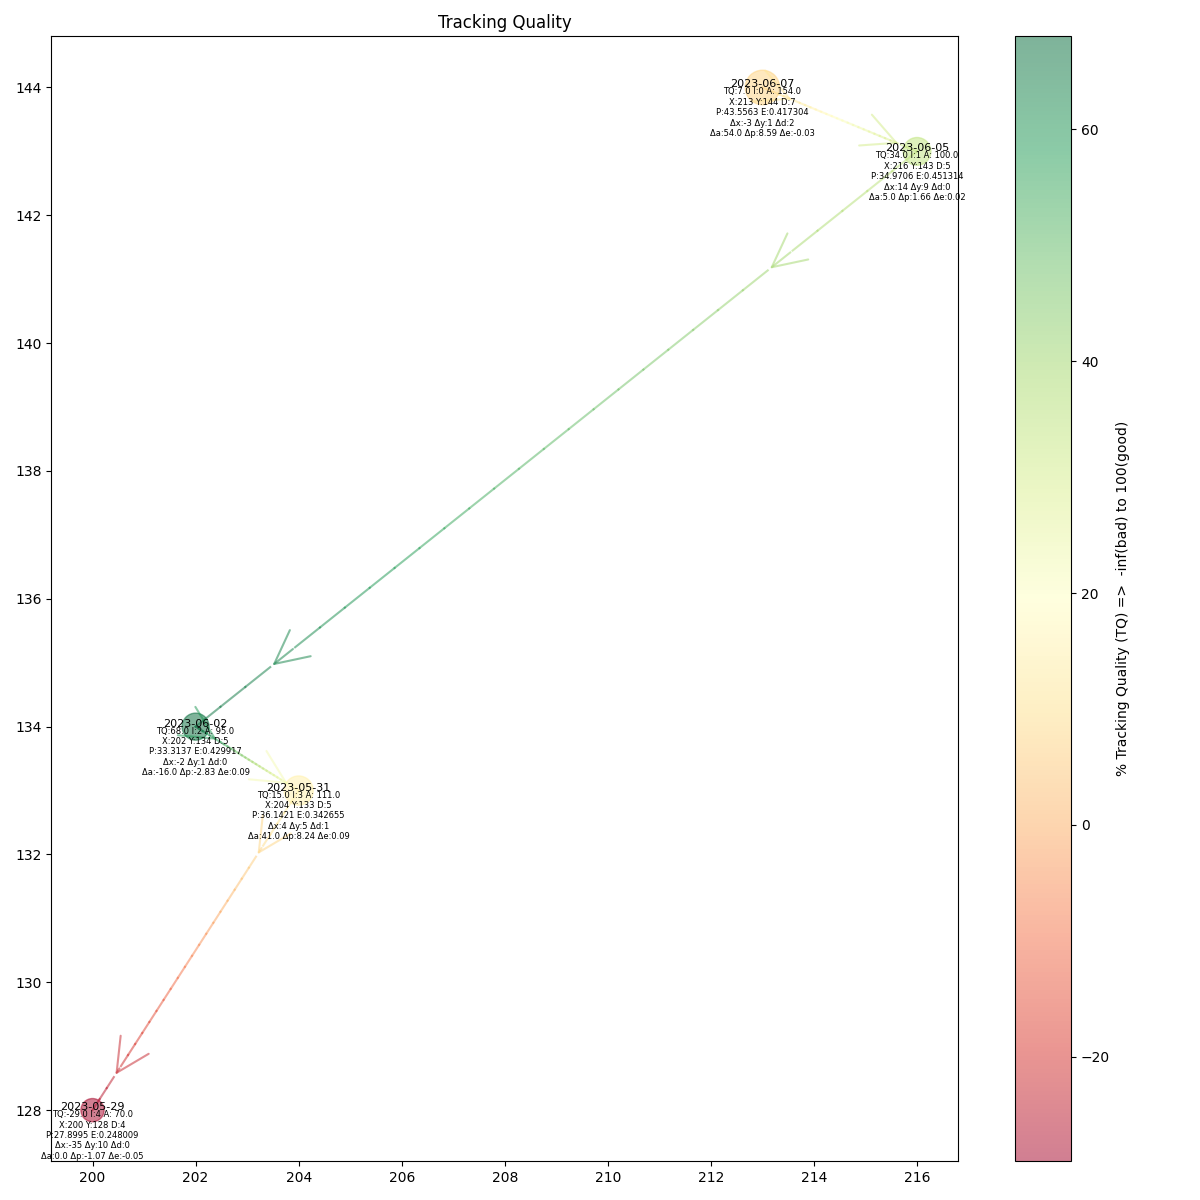 Tracking Quality
144
142
140
138
136
134
132
130
128
200
202
204
206
208
210
212
214
216
2023-06-07
TQ:7.0 I:0 A: 154.0
X:213 Y:144 D:7
P:43.5563 E:0.417304
Δx:-3 Δy:1 Δd:2
Δa:54.0 Δp:8.59 Δe:-0.03
2023-06-05
TQ:34.0 I:1 A: 100.0
X:216 Y:143 D:5
P:34.9706 E:0.451314
Δx:14 Δy:9 Δd:0
Δa:5.0 Δp:1.66 Δe:0.02
2023-06-02
TQ:68.0 I:2 A: 95.0
X:202 Y:134 D:5
P:33.3137 E:0.429917
Δx:-2 Δy:1 Δd:0
Δa:-16.0 Δp:-2.83 Δe:0.09
2023-05-31
TQ:15.0 I:3 A: 111.0
X:204 Y:133 D:5
P:36.1421 E:0.342655
Δx:4 Δy:5 Δd:1
Δa:41.0 Δp:8.24 Δe:0.09
2023-05-29
TQ:-29.0 I:4 A: 70.0
X:200 Y:128 D:4
P:27.8995 E:0.248009
Δx:-35 Δy:10 Δd:0
Δa:0.0 Δp:-1.07 Δe:-0.05
60
40
20
0
−20
% Tracking Quality (TQ) => -inf(bad) to 100(good)